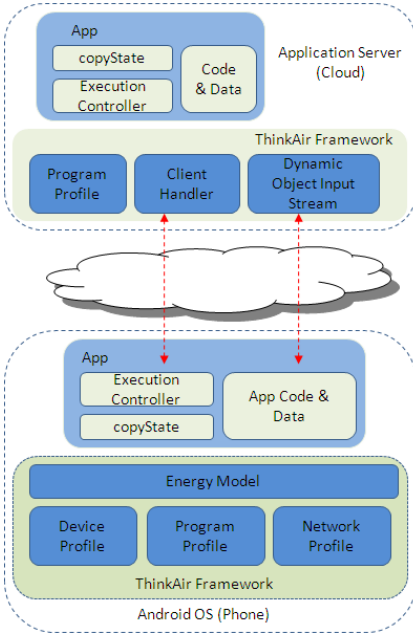 App
copyState
Execution
Controller
Code
& Data
Application Server
(Cloud)
ThinkAir Framework
Program
Profile
Client
Handler
Dynamic
Object Input
Stream
App
Execution
Controller
copyState
App Code &
Data
Energy Model
Device
Profile
Program
Profile
Network
Profile
ThinkAir Framework
Android OS (Phone)